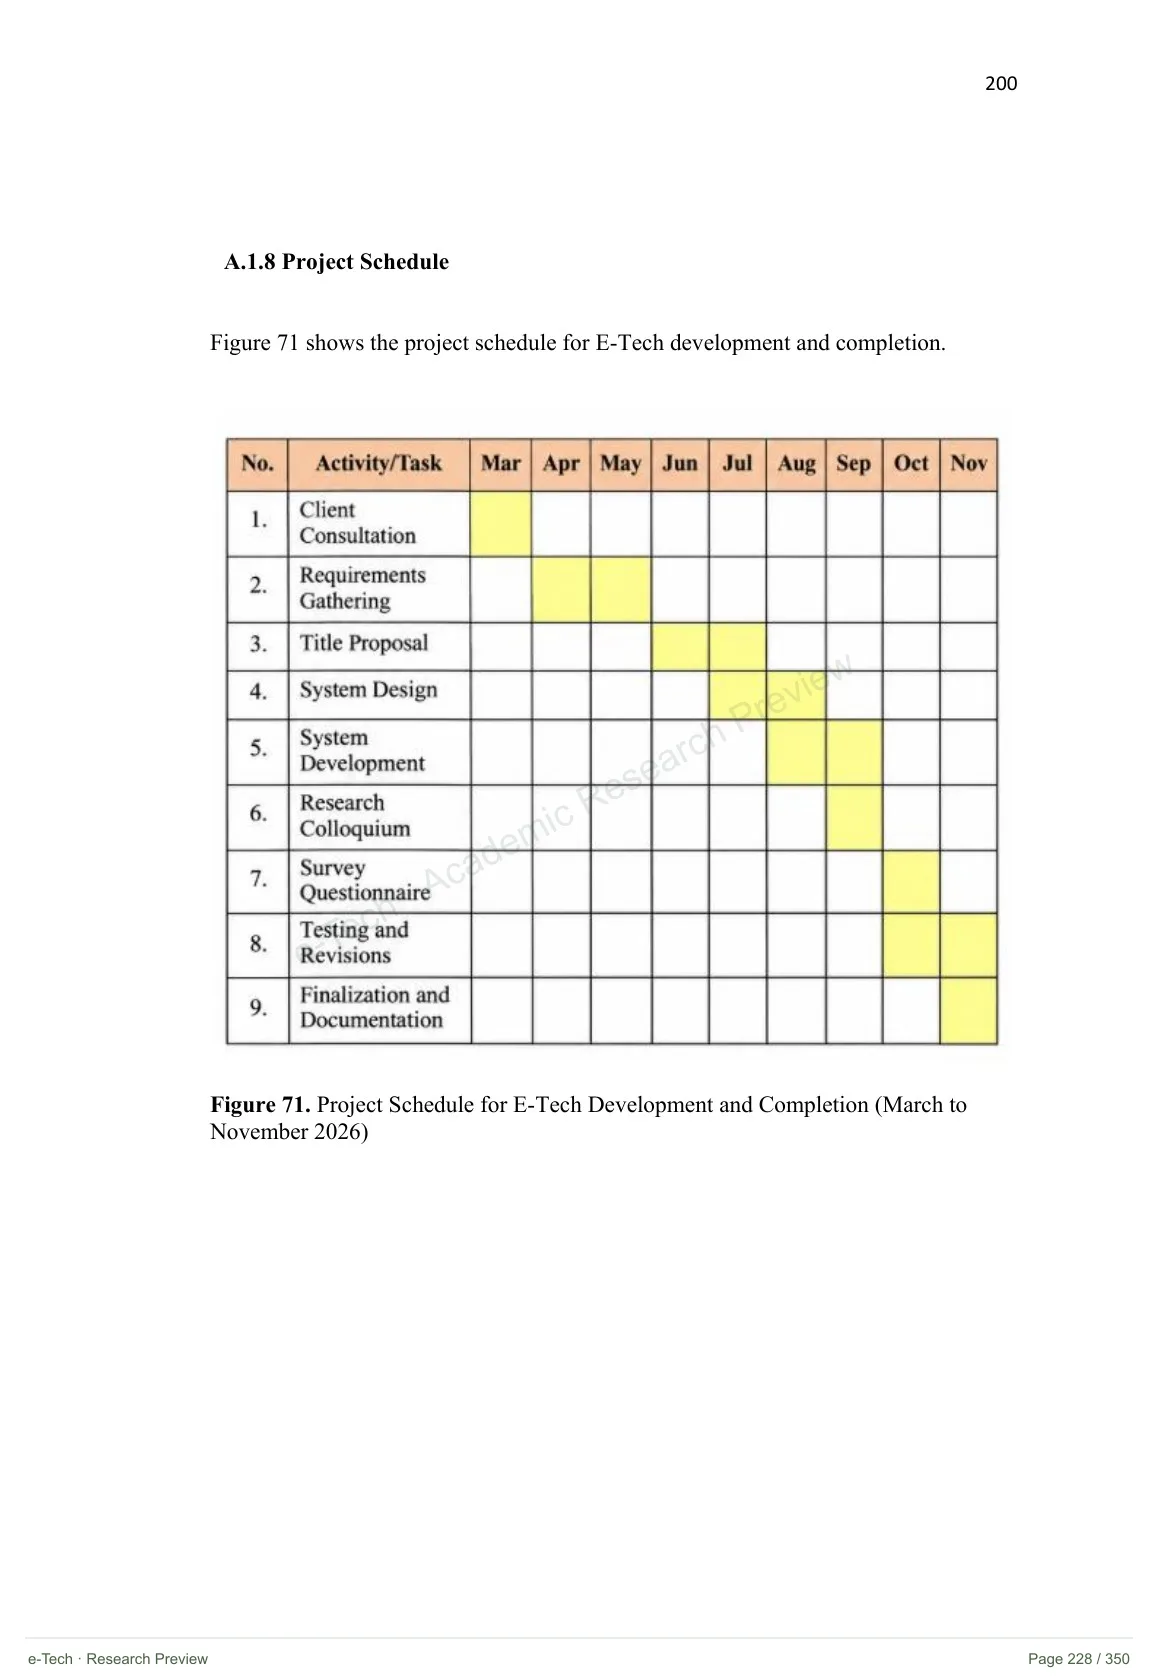 200
A.1.8 Project Schedule
Figure 71 shows the project schedule for E-Tech development and completion.
No. Activity/Task Mar Apr May Jun Jul Aug Sep Oct Nov
1. Client
Consultation
2. Requirements
Gathering
3. Title Proposal
4. System Design
5. System
Development
6. Research
Colloquium
7. Survey
Questionnaire
8. Testing and
Revisions
9. Finalization and
Documentation
e-Tech · Academic Research Preview
Figure 71. Project Schedule for E-Tech Development and Completion (March to
November 2026)
e-Tech · Research Preview Page 228 / 350